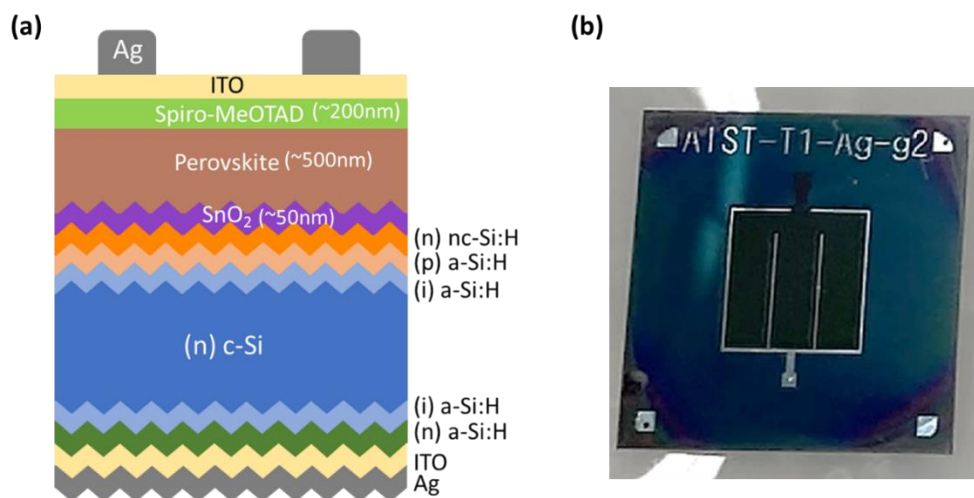 (a)
Ag
ITO
Spiro-MeOTAD (~200nm)
Perovskite (~500nm)
SnO₂ (~50nm)
(n) nc-Si:H
(p) a-Si:H
(i) a-Si:H
(n) c-Si
(i) a-Si:H
(n) a-Si:H
ITO
Ag
(b)
AIST-T1-Ag-g2